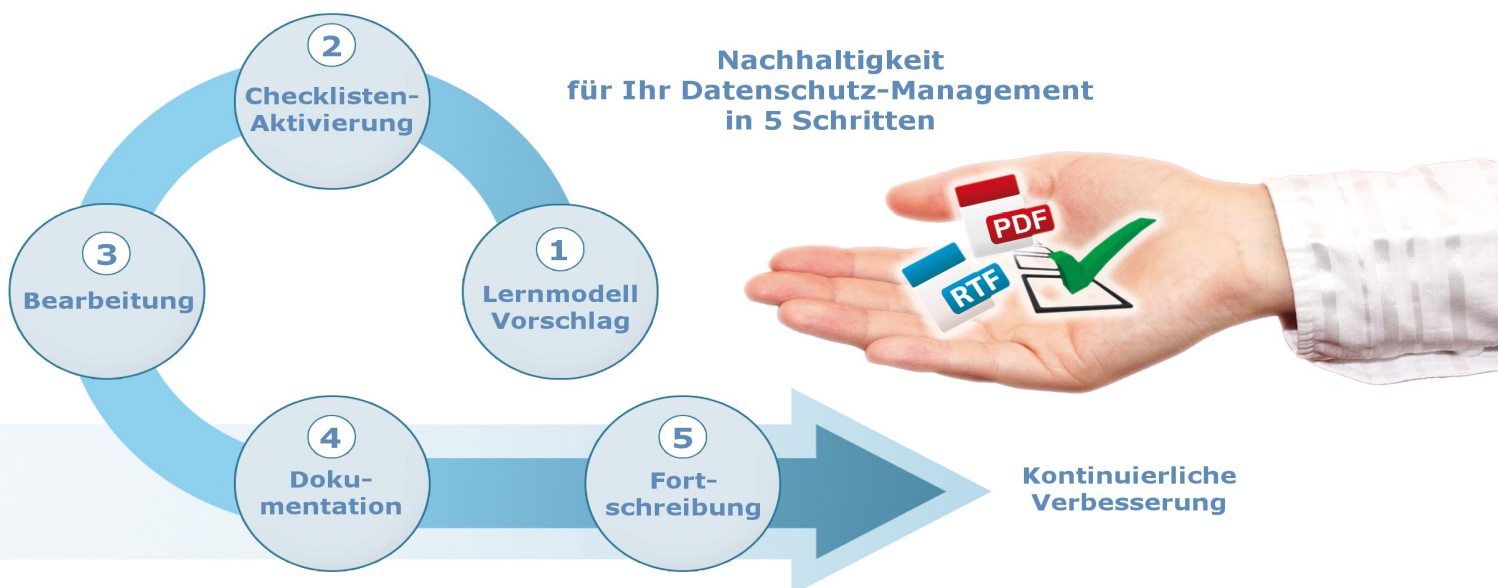 Nachhaltigkeit
für Ihr Datenschutz-Management
in 5 Schritten
1
Lernmodell
Vorschlag
2
Checklisten-
Aktivierung
3
Bearbeitung
4
Doku-
mentation
5
Fort-
schreibung
Kontinuierliche
Verbesserung
PDF
RTF